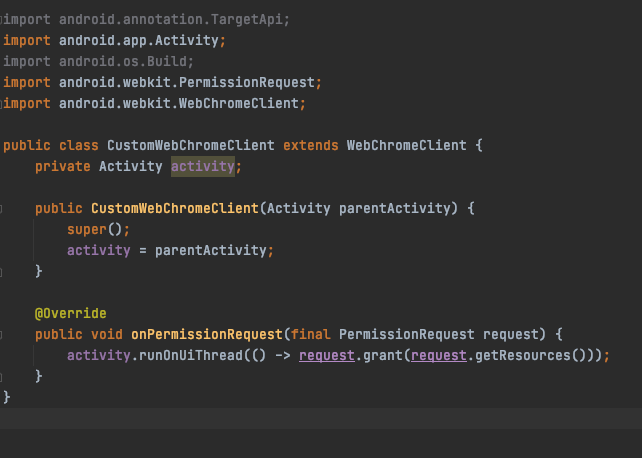 import android.annotation.TargetApi;
import android.app.Activity;
import android.os.Build;
import android.webkit.PermissionRequest;
import android.webkit.WebChromeClient;

public class CustomWebChromeClient extends WebChromeClient {
    private Activity activity;

    public CustomWebChromeClient(Activity parentActivity) {
        super();
        activity = parentActivity;
    }

    @Override
    public void onPermissionRequest(final PermissionRequest request) {
        activity.runOnUiThread(() -> request.grant(request.getResources()));
    }
}